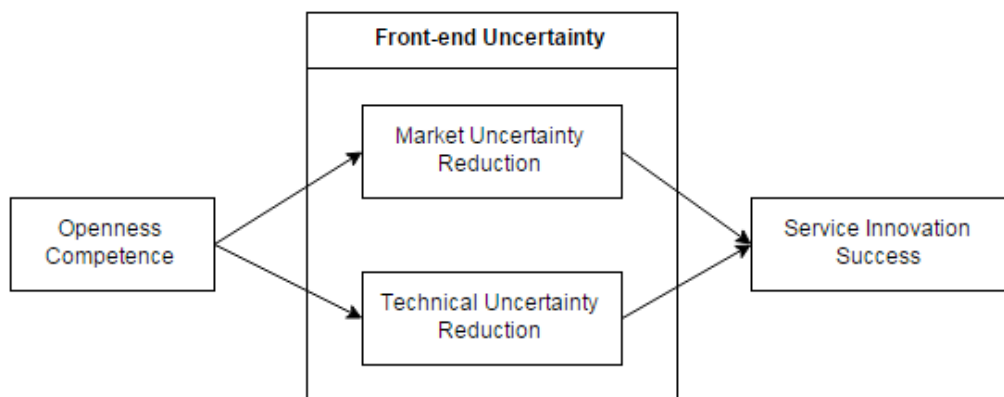 Front-end Uncertainty
Market Uncertainty
Reduction
Openness
Competence
Service Innovation
Success
Technical Uncertainty
Reduction